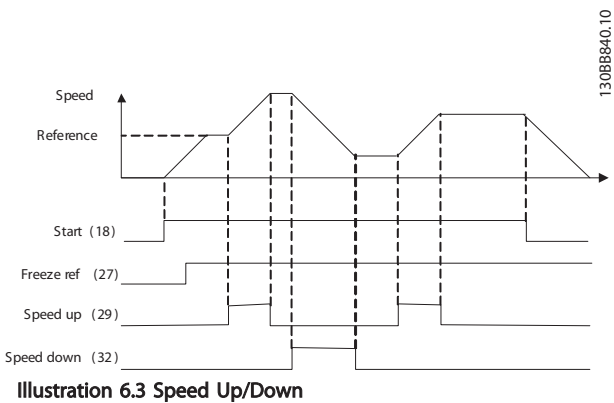 130BB840.10
Speed
Reference
Start (18)
Freeze ref (27)
Speed up (29)
Speed down (32)
Illustration 6.3 Speed Up/Down